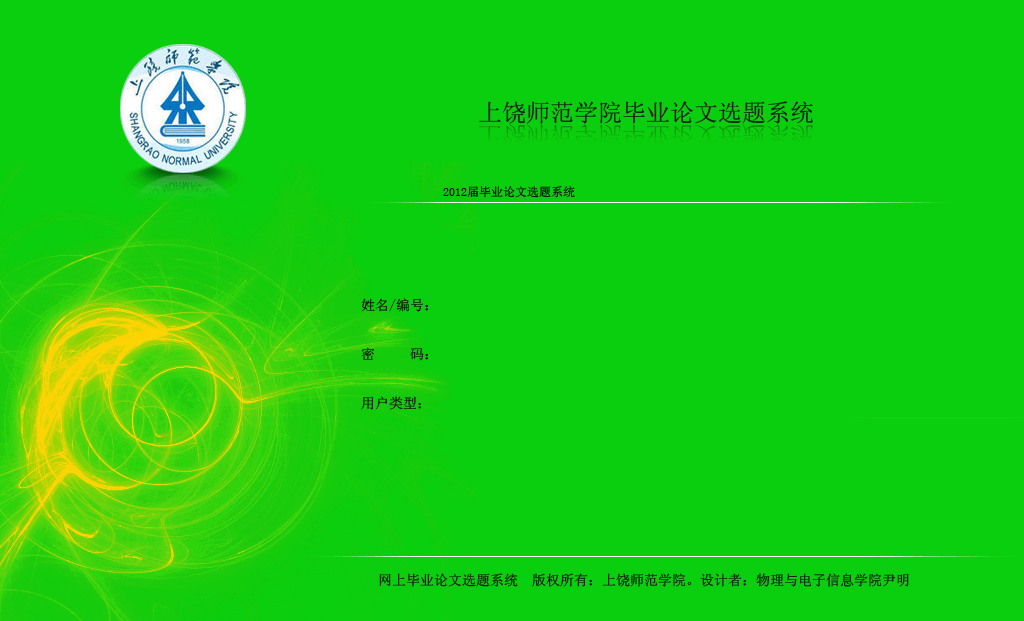 上饶师范学院
SHANGRAO NORMAL UNIVERSITY
1958
上饶师范学院毕业论文选题系统
2012届毕业论文选题系统
姓名/编号：
密　　码：
用户类型：
网上毕业论文选题系统　版权所有：上饶师范学院。设计者：物理与电子信息学院尹明